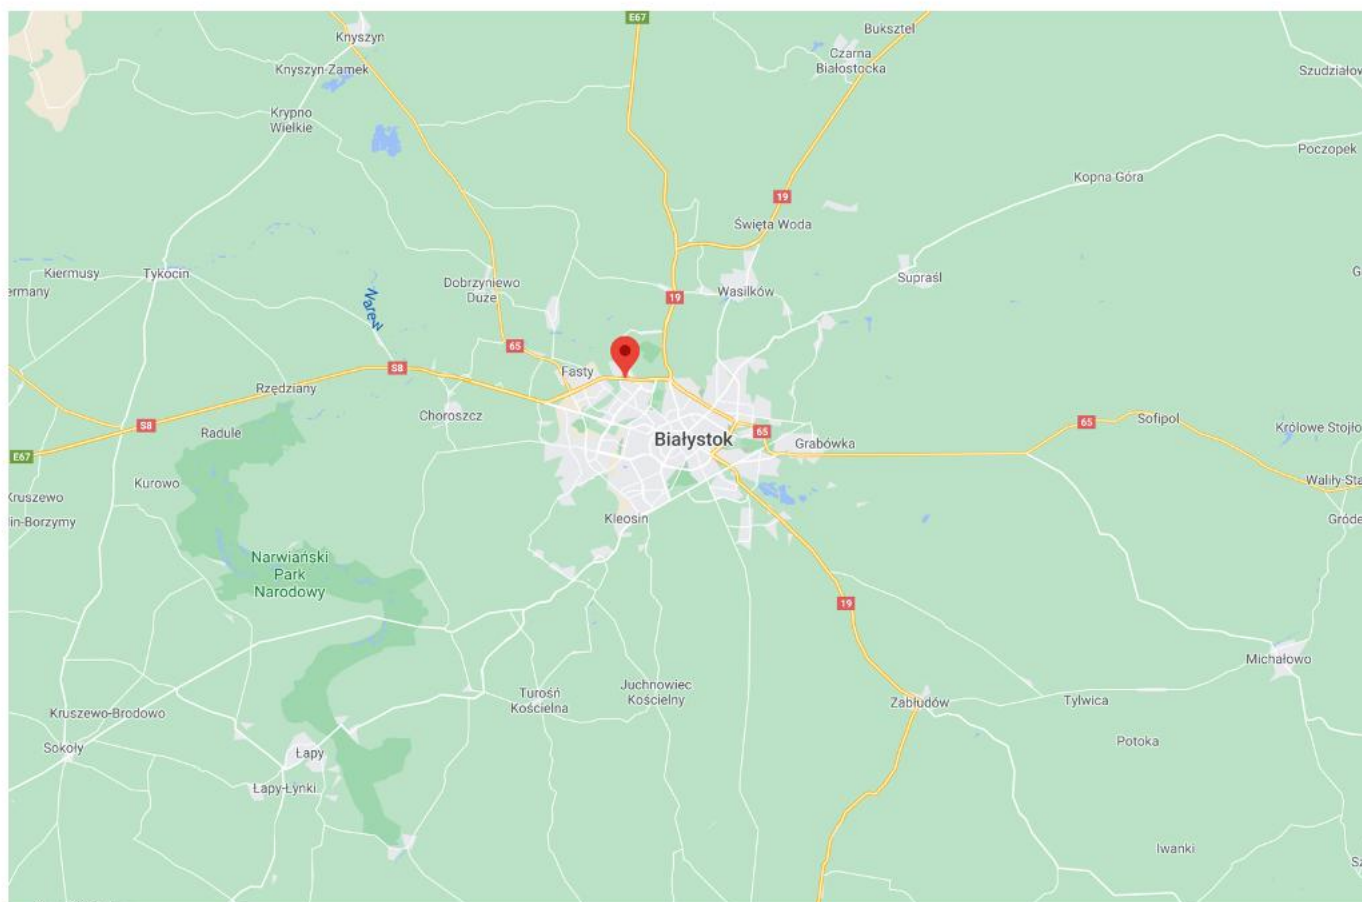 E67
Buksztel
Knyszyn
Czarna
Białostocka
Knyszyn-Zamek
Szudziałow
Krypno
Wielkie
Poczopek
Kopna Góra
19
Święta Woda
Kiermusy
Tykocin
Supraśl
ermany
Dobrzyniewo
Duże
Wasilków
19
Narew
65
S8
Fasty
Rzędziany
Choroszcz
Sofipol
65
S8
Radule
65
Królowe Stojło
Białystok
Grabówka
E67
Kurowo
Waliły-Sta
Kruszewo
lin-Borzymy
Kleosin
Gróde
Narwiański
Park
Narodowy
19
Michałowo
Juchnowiec
Kościelny
Turośń
Kościelna
Zabłudów
Tylwica
Kruszewo-Brodowo
Potoka
Sokoły
Łapy
Łapy-Łynki
Iwanki